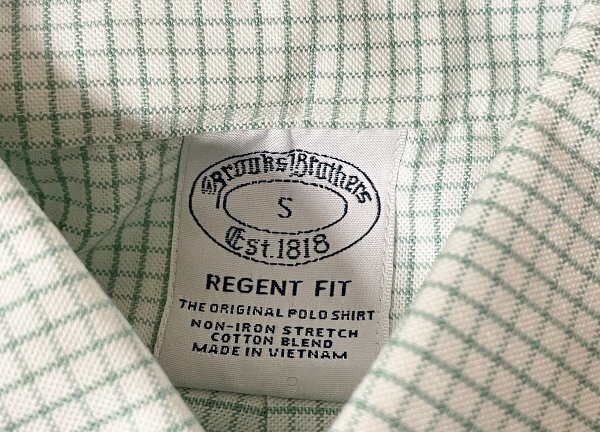 Brooks Brothers
S
Est. 1818
REGENT FIT
THE ORIGINAL POLO SHIRT
NON-IRON STRETCH
COTTON BLEND
MADE IN VIETNAM